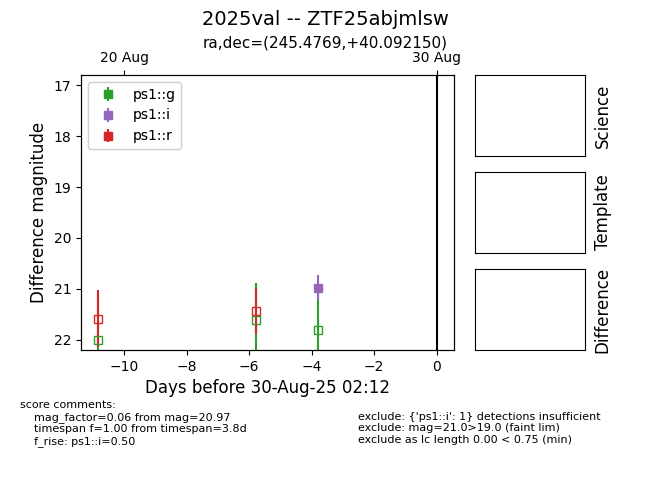 2025val -- ZTF25abjmlsw
ra,dec=(245.4769,+40.092150)
20 Aug
30 Aug
ps1::g
ps1::i
ps1::r
17
18
19
20
21
22
Difference magnitude
−10
−8
−6
−4
−2
0
Days before 30-Aug-25 02:12
Science
Template
Difference
score comments:
mag_factor=0.06 from mag=20.97
timespan f=1.00 from timespan=3.8d
f_rise: ps1::i=0.50
exclude: {'ps1::i': 1} detections insufficient
exclude: mag=21.0>19.0 (faint lim)
exclude as lc length 0.00 < 0.75 (min)